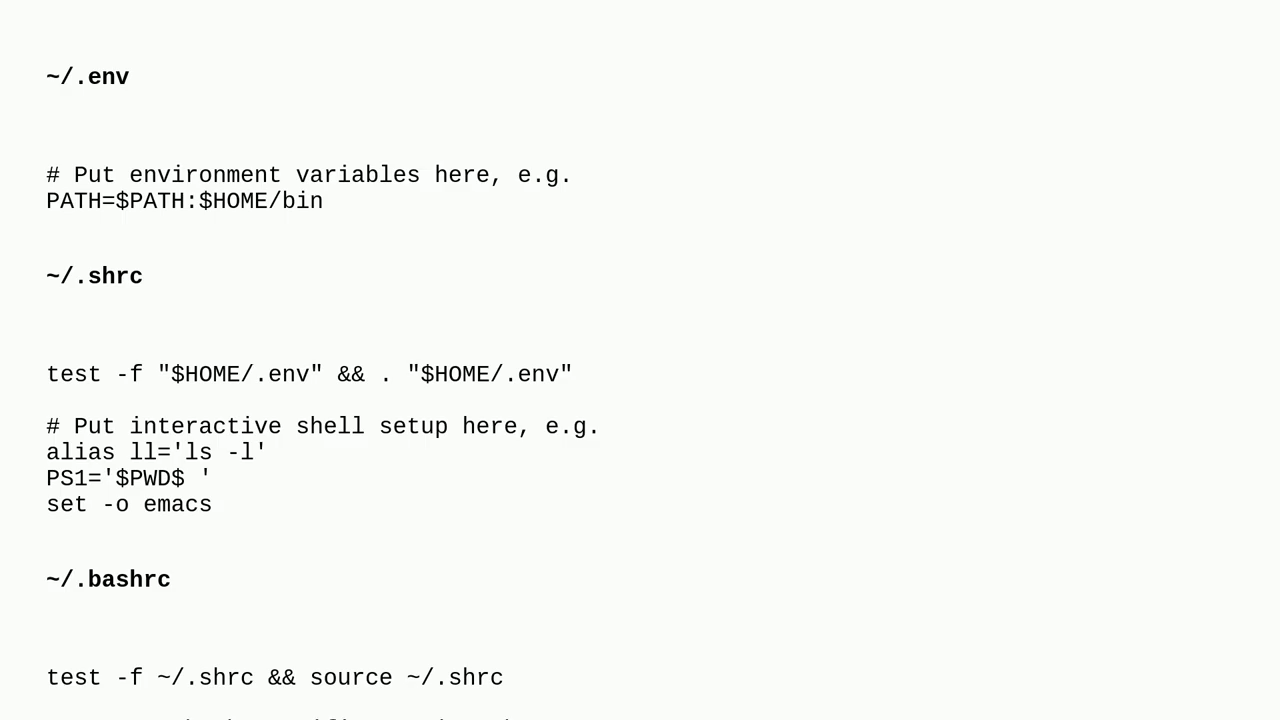 ~/.env
# Put environment variables here, e.g.
PATH=$PATH:$HOME/bin
~/.shrc
test -f "$HOME/.env" && . "$HOME/.env"
# Put interactive shell setup here, e.g.
alias ll='ls -l'
PS1='$PWD$ '
set -o emacs
~/.bashrc
test -f ~/.shrc && source ~/.shrc